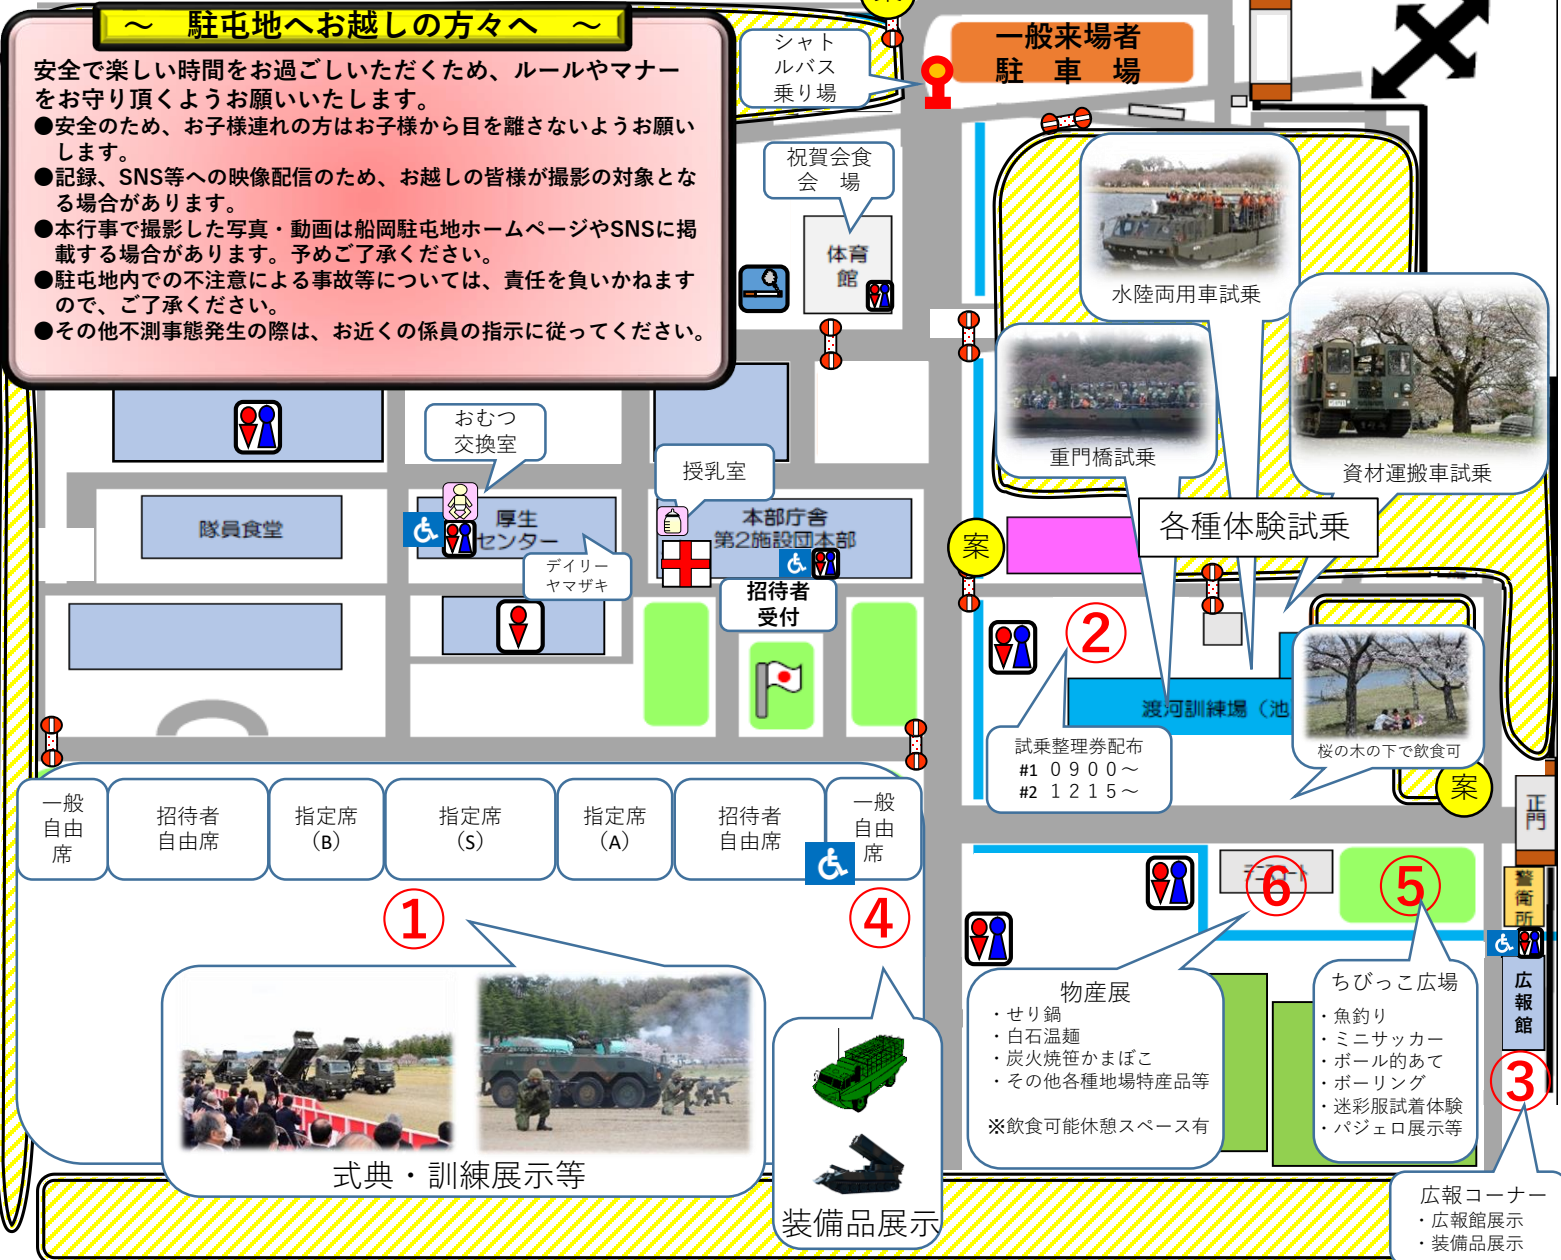 ～　駐屯地へお越しの方々へ　～
安全で楽しい時間をお過ごしいただくため、ルールやマナー
をお守り頂くようお願いいたします。
●安全のため、お子様連れの方はお子様から目を離さないようお願い
します。
●記録、SNS等への映像配信のため、お越しの皆様が撮影の対象とな
る場合があります。
●本行事で撮影した写真・動画は船岡駐屯地ホームページやSNSに掲
載する場合があります。予めご了承ください。
●駐屯地内での不注意による事故等については、責任を負いかねます
ので、ご了承ください。
●その他不測事態発生の際は、お近くの係員の指示に従ってください。
シャト
ルバス
乗り場
一般来場者
駐　車　場
祝賀会食
会　場
体育
館
水陸両用車試乗
重門橋試乗
資材運搬車試乗
各種体験試乗
おむつ
交換室
授乳室
隊員食堂
厚生
センター
デイリー
ヤマザキ
本部庁舎
第2施設団本部
招待者
受付
案
②
渡河訓練場（池
試乗整理券配布
#1 ０９００～
#2 １２１５～
桜の木の下で飲食可
案
正門
一般
自由
席
招待者
自由席
指定席
（B）
指定席
（S）
指定席
（A）
招待者
自由席
一般
自由
席
①
④
⑥
⑤
警衛所
広報館
③
式典・訓練展示等
装備品展示
物産展
・せり鍋
・白石温麺
・炭火焼笹かまぼこ
・その他各種地場特産品等
※飲食可能休憩スペース有
ちびっこ広場
・魚釣り
・ミニサッカー
・ボール的あて
・ボーリング
・迷彩服試着体験
・パジェロ展示等
広報コーナー
・広報館展示
・装備品展示